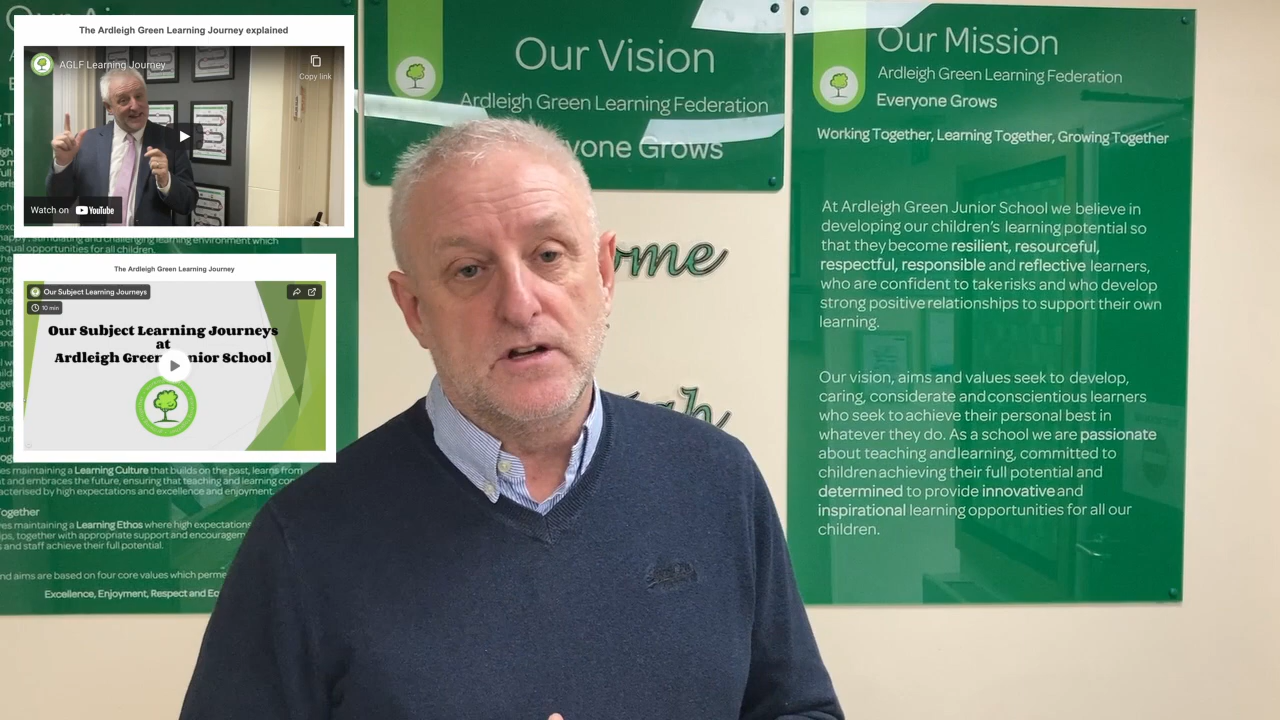 The Ardleigh Green Learning Journey explained
AGLF Learning Journey
Copy link
Watch on YouTube
The Ardleigh Green Learning Journey
Our Subject Learning Journeys
10 min
Our Subject Learning Journeys
at
Ardleigh Green Junior School
equal opportunities for all children.
maintaining a Learning Culture that builds on the past, learns from
and embraces the future, ensuring that teaching and learning
by high expectations and excellence and enjoyment.
Together
maintaining a Learning Ethos where high expectations
together with appropriate support and
and staff achieve their full potential.
and aims are based on four core values which
Excellence, Enjoyment, Respect and
Our Vision
Ardleigh Green Learning Federation
Grows
Our Mission
Ardleigh Green Learning Federation
Everyone Grows
Working Together, Learning Together, Growing Together
At Ardleigh Green Junior School we believe in
developing our children's learning potential so
that they become resilient, resourceful,
respectful, responsible and reflective learners,
who are confident to take risks and who develop
strong positive relationships to support their own
learning.
Our vision, aims and values seek to develop,
caring, considerate and conscientious learners
who seek to achieve their personal best in
whatever they do. As a school we are passionate
about teaching and learning, committed to
children achieving their full potential and
determined to provide innovative and
inspirational learning opportunities for all our
children.